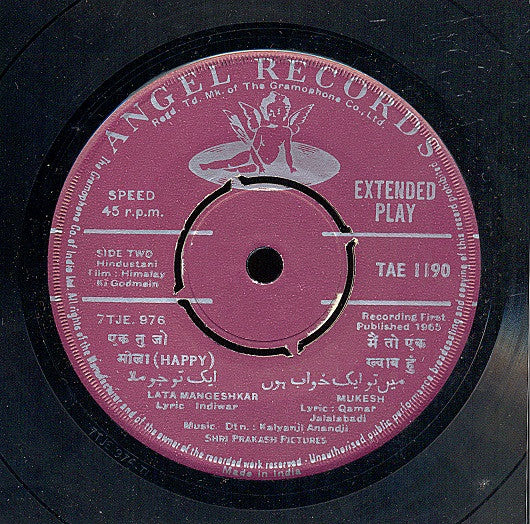 ANGEL RECORDS
Regd. Td. Mk. of The Gramophone Co., Ltd
SPEED
45 r.p.m.
EXTENDED
PLAY
SIDE TWO
Hindustani
Film: Himalay
Ki Godmein
TAE 1190
7TJE. 976
Recording First
Published 1965
एक तु जो
मीला (HAPPY)
ایک تو جو ملا
LATA MANGESHKAR
Lyric Indiwar
मैं तो एक
ख्वाब हुं
میں تو ایک خواب ہوں
MUKESH
Lyric: Qamar
Jalalabadi
Music. Dtn.: Kalyanji Anandji
SHRI PRAKASH PICTURES
Made in India
The Gramophone Co. of India Ltd. All rights of the Manufacturer and of the owner of the recorded work reserved - Unauthorised public performance, broadcasting and copying of this record prohibited